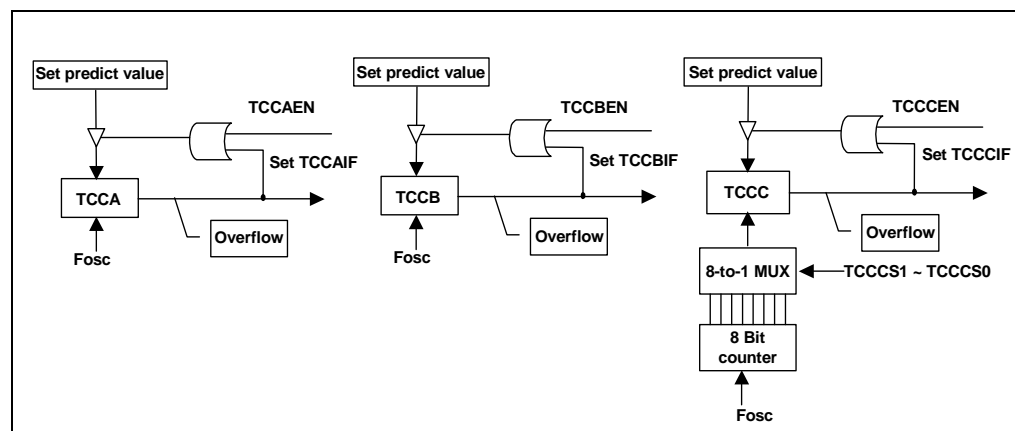 Set predict value
TCCAEN
Set TCCAIF
TCCA
Overflow
Fosc
Set predict value
TCCBEN
Set TCCBIF
TCCB
Overflow
Fosc
Set predict value
TCCCEN
Set TCCCIF
TCCC
Overflow
8-to-1 MUX
TCCCS1 ~ TCCCS0
8 Bit
counter
Fosc